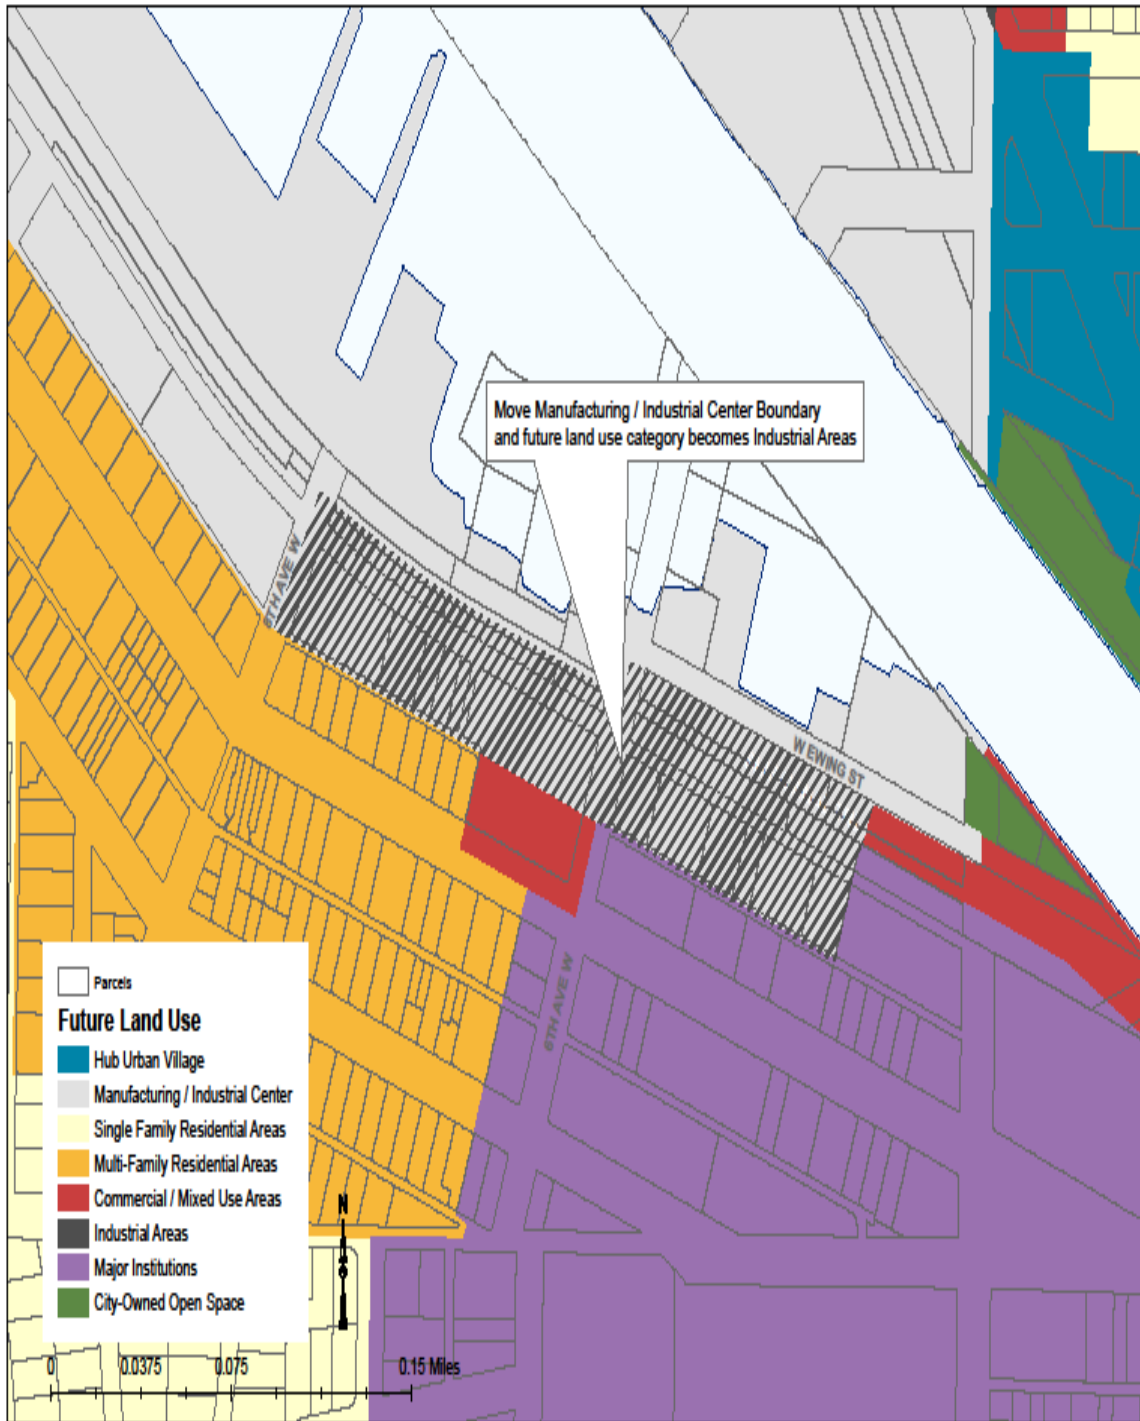 Move Manufacturing / Industrial Center Boundary
and future land use category becomes Industrial Areas
8TH AVE W
W EWING ST
6TH AVE W
Parcels
Future Land Use
Hub Urban Village
Manufacturing / Industrial Center
Single Family Residential Areas
Multi-Family Residential Areas
Commercial / Mixed Use Areas
Industrial Areas
Major Institutions
City-Owned Open Space
N
0 0.0375 0.075 0.15 Miles